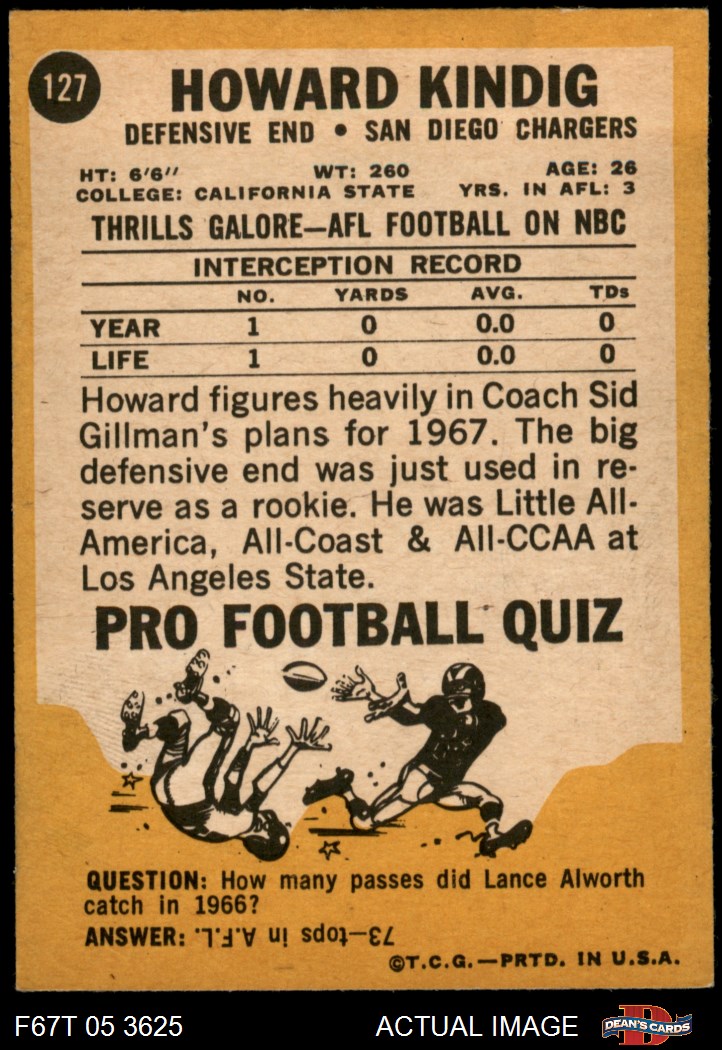 127
HOWARD KINDIG
DEFENSIVE END • SAN DIEGO CHARGERS
HT: 6'6" WT: 260 AGE: 26
COLLEGE: CALIFORNIA STATE YRS. IN AFL: 3
THRILLS GALORE—AFL FOOTBALL ON NBC
INTERCEPTION RECORD
NO. YARDS AVG. TDs
YEAR 1 0 0.0 0
LIFE 1 0 0.0 0
Howard figures heavily in Coach Sid
Gillman's plans for 1967. The big
defensive end was just used in re-
serve as a rookie. He was Little All-
America, All-Coast & All-CCAA at
Los Angeles State.
PRO FOOTBALL QUIZ
QUESTION: How many passes did Lance Alworth
catch in 1966?
ANSWER: 73—tops in A.F.L.
©T.C.G.—PRTD. IN U.S.A.
F67T 05 3625 ACTUAL IMAGE D DEAN'S CARDS